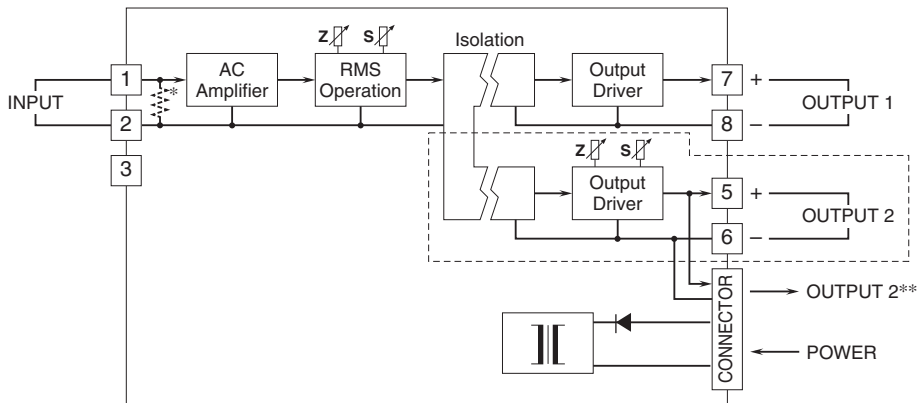 Z S
Isolation
1
AC
Amplifier
RMS
Operation
Output
Driver
7 +
INPUT
*
OUTPUT 1
2
8 −
3
Z S
Output
Driver
5 +
OUTPUT 2
6 −
CONNECTOR
OUTPUT 2**
POWER